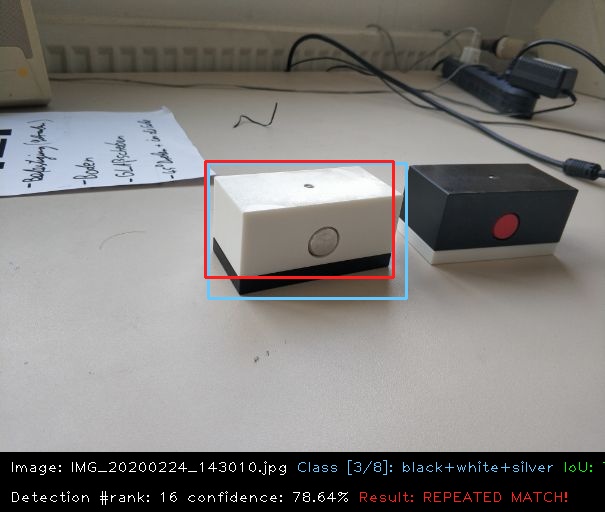 - Boden
Image: IMG_20200224_143010.jpg Class [3/8]: black+white+silver IoU:
Detection #rank: 16 confidence: 78.64% Result: REPEATED MATCH!